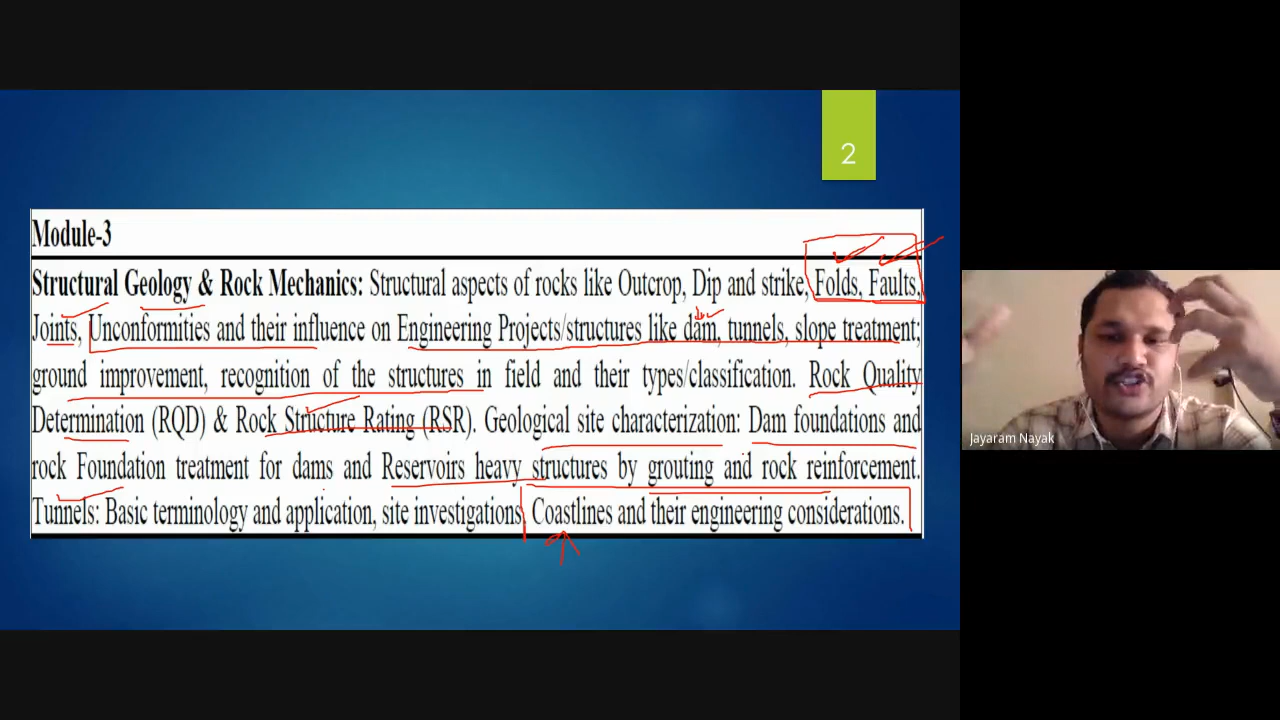 2
Module-3
Structural Geology & Rock Mechanics: Structural aspects of rocks like Outcrop, Dip and strike, Folds, Faults,
Joints, Unconformities and their influence on Engineering Projects/structures like dam, tunnels, slope treatment;
ground improvement, recognition of the structures in field and their types/classification. Rock Quality
Determination (RQD) & Rock Structure Rating (RSR). Geological site characterization: Dam foundations and
rock Foundation treatment for dams and Reservoirs heavy structures by grouting and rock reinforcement.
Tunnels: Basic terminology and application, site investigations, Coastlines and their engineering considerations.
Jayaram Nayak